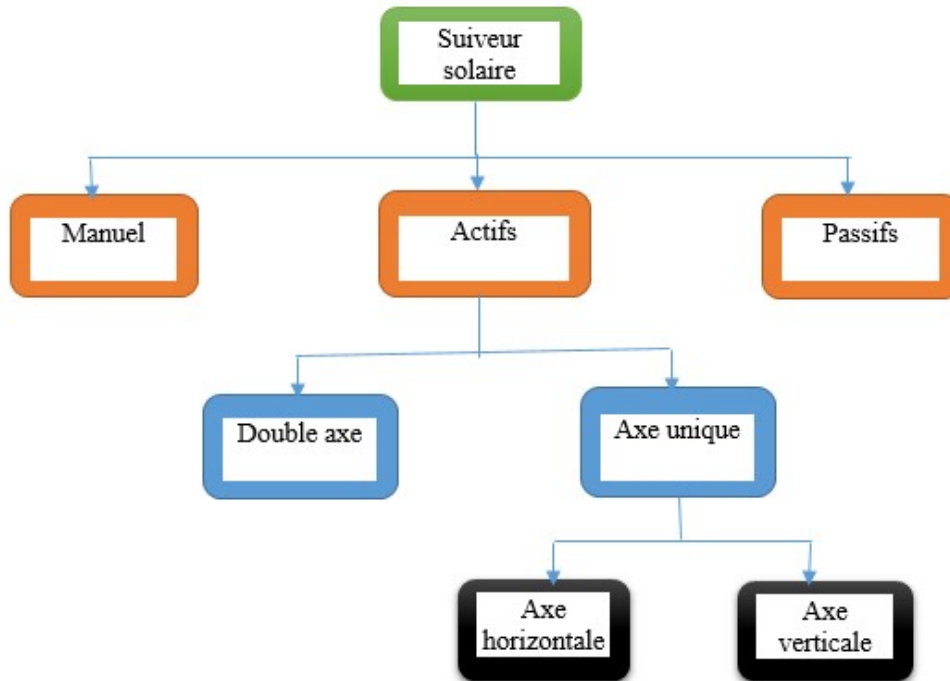 Suiveur
solaire
Manuel
Actifs
Passifs
Double axe
Axe unique
Axe
horizontale
Axe
verticale